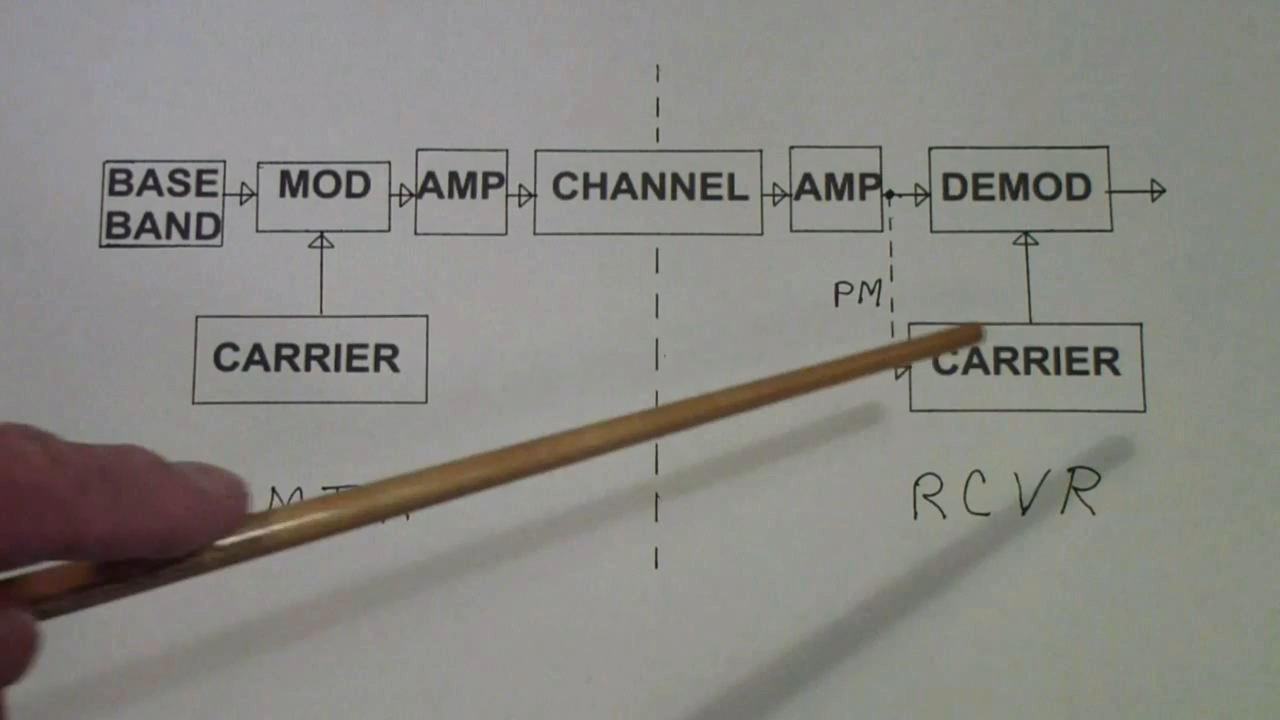 BASE
BAND
MOD
AMP
CHANNEL
AMP
DEMOD
PM
CARRIER
CARRIER
RCVR